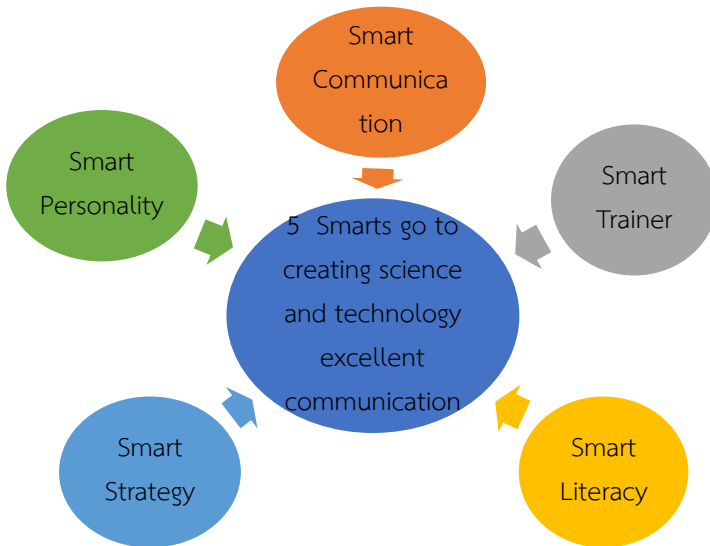 Smart
Communica
tion
Smart
Personality
Smart
Trainer
5 Smarts go to
creating science
and technology
excellent
communication
Smart
Strategy
Smart
Literacy